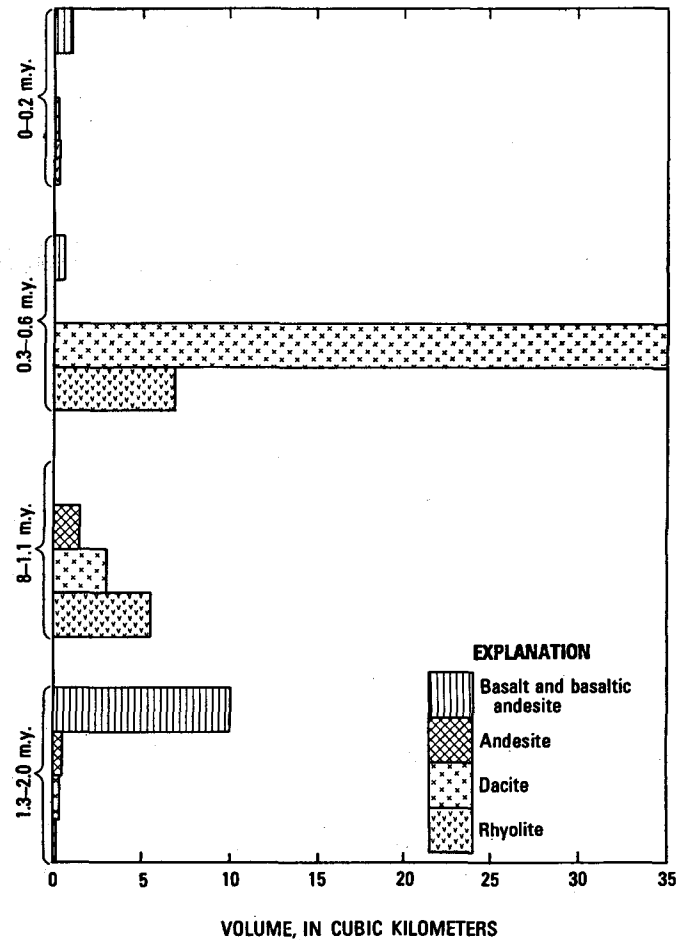 0–0.2 m.y.
0.3–0.6 m.y.
8–1.1 m.y.
1.3–2.0 m.y.
EXPLANATION
Basalt and basaltic
andesite
Andesite
Dacite
Rhyolite
0 5 10 15 20 25 30 35
VOLUME, IN CUBIC KILOMETERS